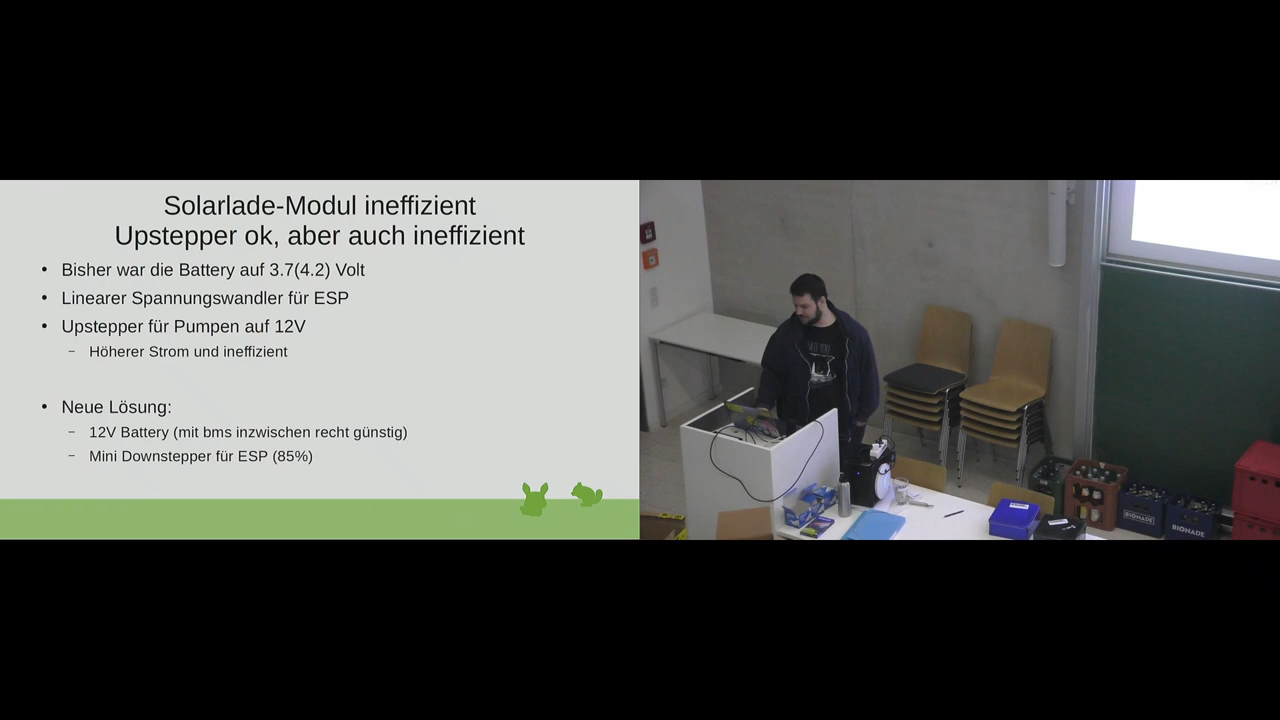 Solarlade-Modul ineffizient
Upstepper ok, aber auch ineffizient
• Bisher war die Battery auf 3.7(4.2) Volt
• Linearer Spannungswandler für ESP
• Upstepper für Pumpen auf 12V
– Höherer Strom und ineffizient
• Neue Lösung:
– 12V Battery (mit bms inzwischen recht günstig)
– Mini Downstepper für ESP (85%)
BIONADE
BIONADE